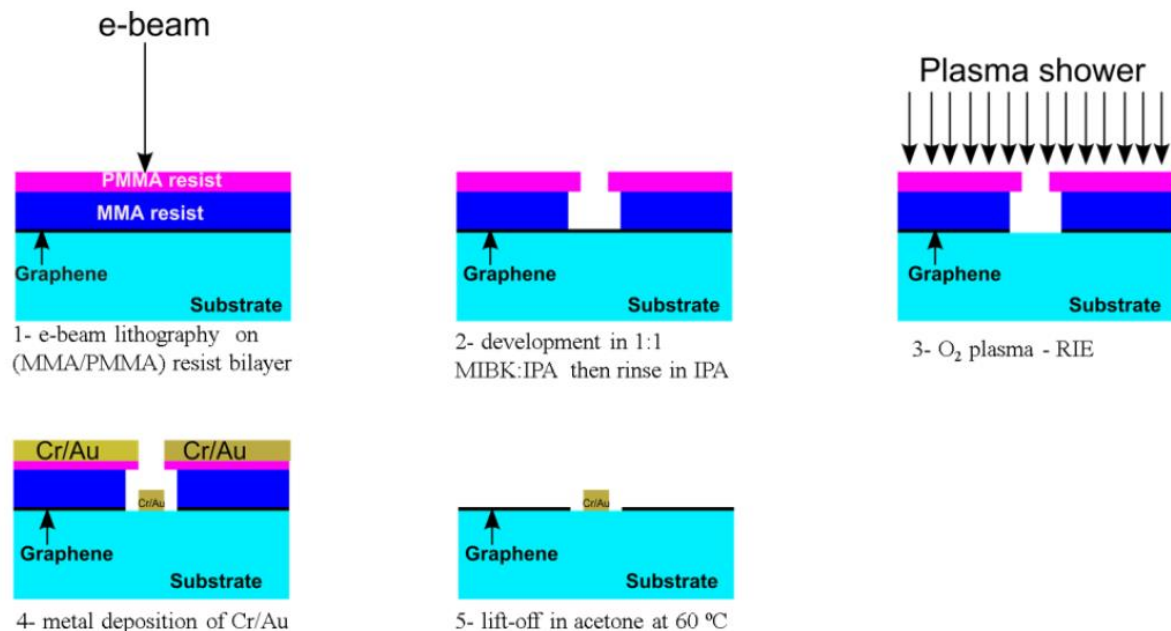 e-beam
PMMA resist
MMA resist
Graphene
Substrate
1- e-beam lithography on
(MMA/PMMA) resist bilayer
Graphene
Substrate
2- development in 1:1
MIBK:IPA then rinse in IPA
Plasma shower
Graphene
Substrate
3- O₂ plasma - RIE
Cr/Au Cr/Au
Cr/Au
Graphene
Substrate
4- metal deposition of Cr/Au
Cr/Au
Graphene
Substrate
5- lift-off in acetone at 60 ºC